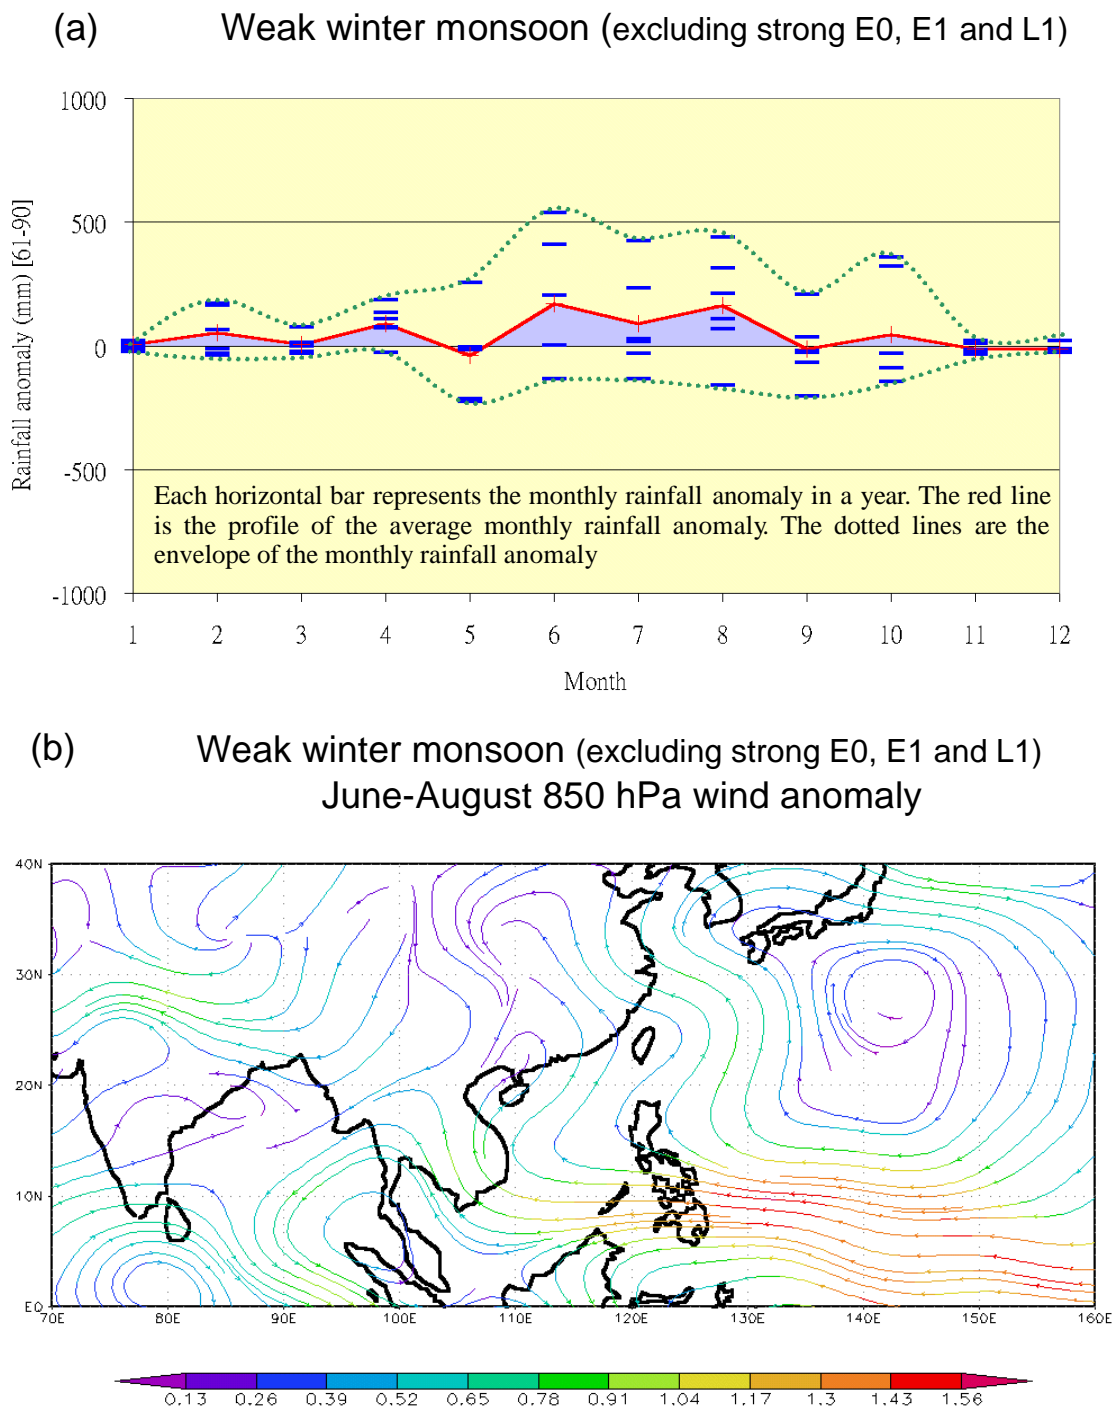 (a) Weak winter monsoon (excluding strong E0, E1 and L1)
1000
500
0
-500
-1000
Rainfall anomaly (mm) [61-90]
Each horizontal bar represents the monthly rainfall anomaly in a year. The red line
is the profile of the average monthly rainfall anomaly. The dotted lines are the
envelope of the monthly rainfall anomaly
1 2 3 4 5 6 7 8 9 10 11 12
Month
(b) Weak winter monsoon (excluding strong E0, E1 and L1)
June-August 850 hPa wind anomaly
40N
30N
20N
10N
EQ
70E 80E 90E 100E 110E 120E 130E 140E 150E 160E
0.13 0.26 0.39 0.52 0.65 0.78 0.91 1.04 1.17 1.3 1.43 1.56